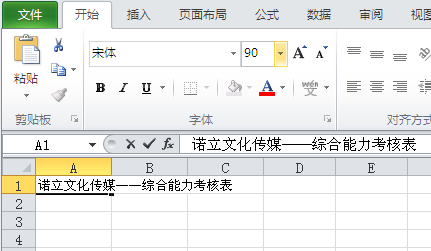 文件 开始 插入 页面布局 公式 数据 审阅 视图
宋体 90
粘贴
B I U A wén 文
剪贴板 字体 对齐方式
A1 fx 诺立文化传媒——综合能力考核表
A B C D E
1 诺立文化传媒——综合能力考核表
2
3
4